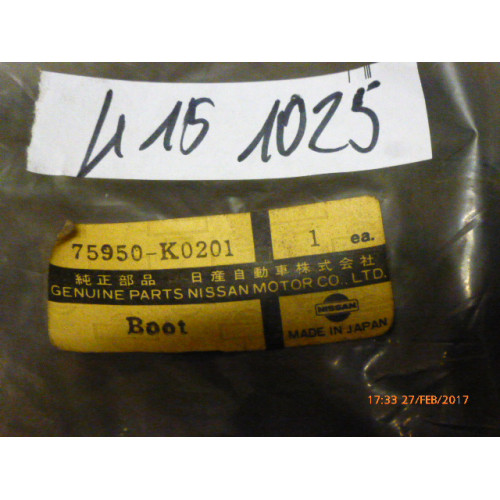 415 1025
75950-K0201 1 ea.
純正部品 日産自動車株式会社
GENUINE PARTS NISSAN MOTOR CO., LTD.
Boot
NISSAN
MADE IN JAPAN
17:33 27/FEB/2017